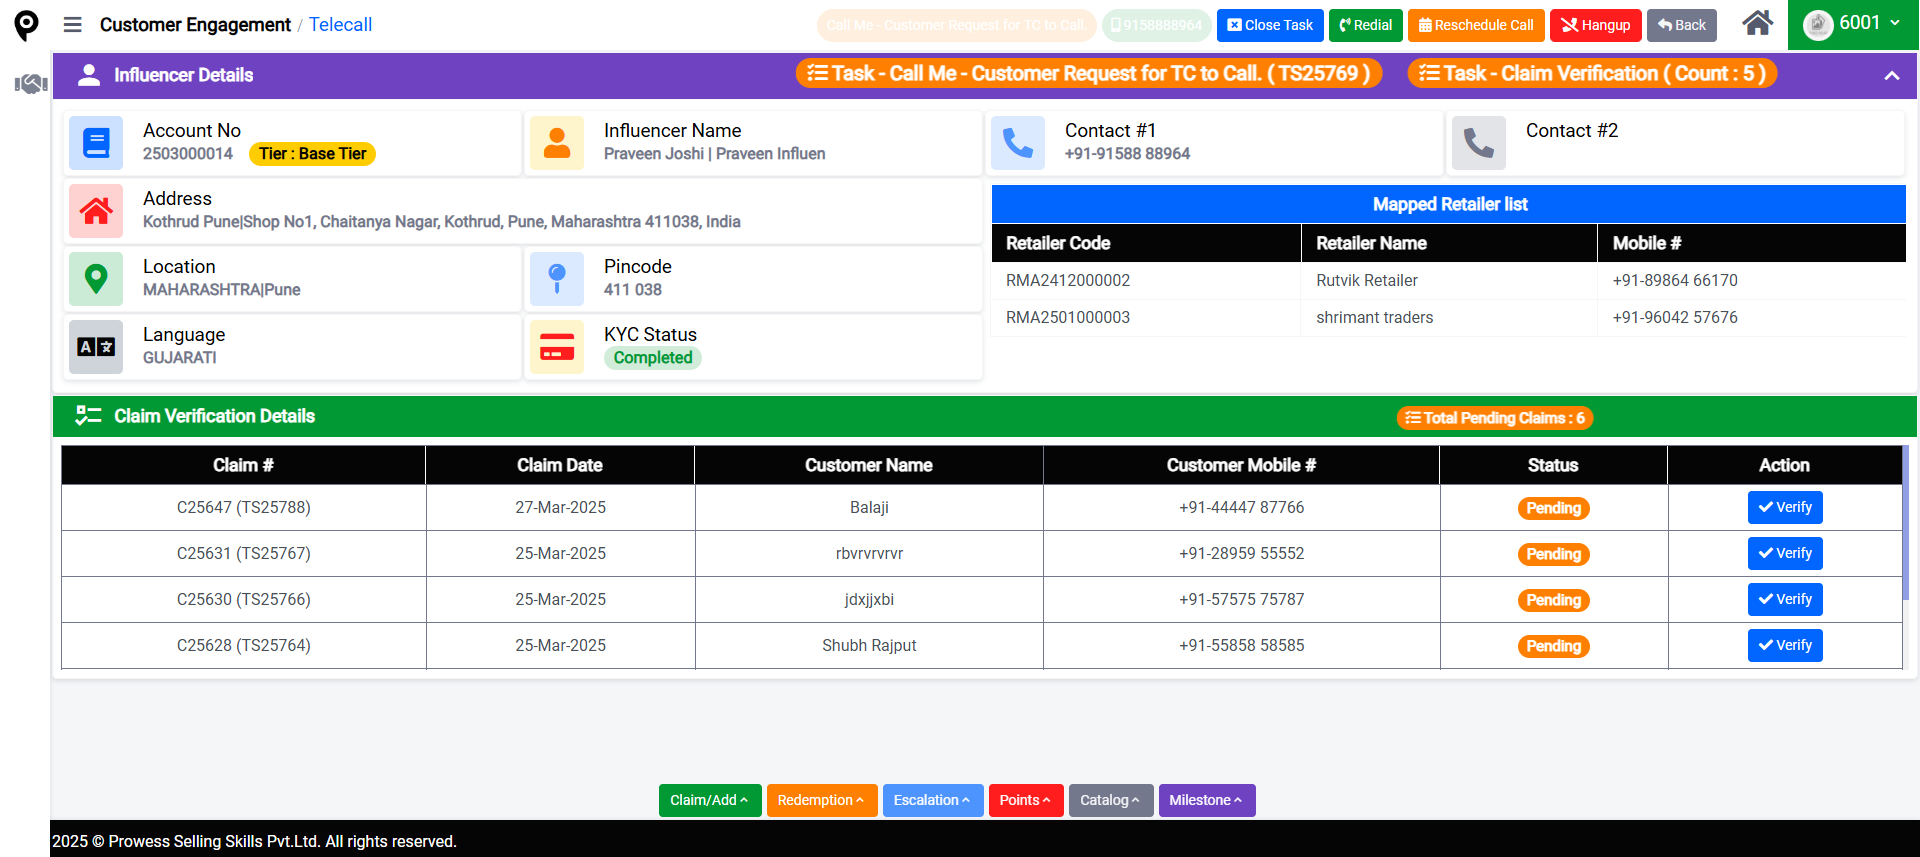 Customer Engagement / Telecall
Call Me - Customer Request for TC to Call.
9158888964
Close Task
Redial
Reschedule Call
Hangup
Back
6001
Influencer Details
Task - Call Me - Customer Request for TC to Call. ( TS25769 )
Task - Claim Verification ( Count : 5 )
Account No
2503000014
Tier : Base Tier
Influencer Name
Praveen Joshi | Praveen Influen
Contact #1
+91-91588 88964
Contact #2
Address
Kothrud Pune|Shop No1, Chaitanya Nagar, Kothrud, Pune, Maharashtra 411038, India
Location
MAHARASHTRA|Pune
Pincode
411 038
Language
GUJARATI
KYC Status
Completed
Mapped Retailer list
Retailer Code Retailer Name Mobile #
RMA2412000002 Rutvik Retailer +91-89864 66170
RMA2501000003 shrimant traders +91-96042 57676
Claim Verification Details
Total Pending Claims : 6
Claim # Claim Date Customer Name Customer Mobile # Status Action
C25647 (TS25788) 27-Mar-2025 Balaji +91-44447 87766 Pending Verify
C25631 (TS25767) 25-Mar-2025 rbvrvrvrvr +91-28959 55552 Pending Verify
C25630 (TS25766) 25-Mar-2025 jdxjjxbi +91-57575 75787 Pending Verify
C25628 (TS25764) 25-Mar-2025 Shubh Rajput +91-55858 58585 Pending Verify
Claim/Add
Redemption
Escalation
Points
Catalog
Milestone
2025 © Prowess Selling Skills Pvt.Ltd. All rights reserved.